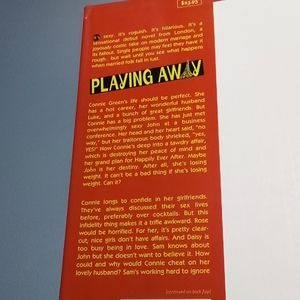 $23.95
sexy. It's roguish. It's hilarious. It's a
sensational debut novel from London, a
joyously comic take on modern marriage and
its fallout. Single people may feel they have it
rough...but wait until you see what happens
when married folk fall in lust.
PLAYING AWAY
Connie Green's life should be perfect. She
has a hot career, her wonderful husband
Luke, and a bunch of great girlfriends. But
Connie has a big problem. She has just met
overwhelmingly sexy John at a business
conference. Her head and her heart said, "no
way," but her traitorous body shrieked, "yes,
YES!" Now Connie's deep into a tawdry affair,
which is destroying her peace of mind and
her grand plan for Happily Ever After. Maybe
John is her destiny. After all, she's losing
weight. It can't be a bad thing if she's losing
weight. Can it?
Connie longs to confide in her girlfriends.
They've always discussed their sex lives
before, preferably over cocktails. But this
infidelity thing makes it a trifle awkward. Rose
would be horrified. For her, it's pretty clear-
cut, nice girls don't have affairs. And Daisy is
busy being in love. Sam knows about
John but she doesn't want to believe it. How
could and why would Connie cheat on her
lovely husband? Sam's working hard to ignore
(continued on back flap)